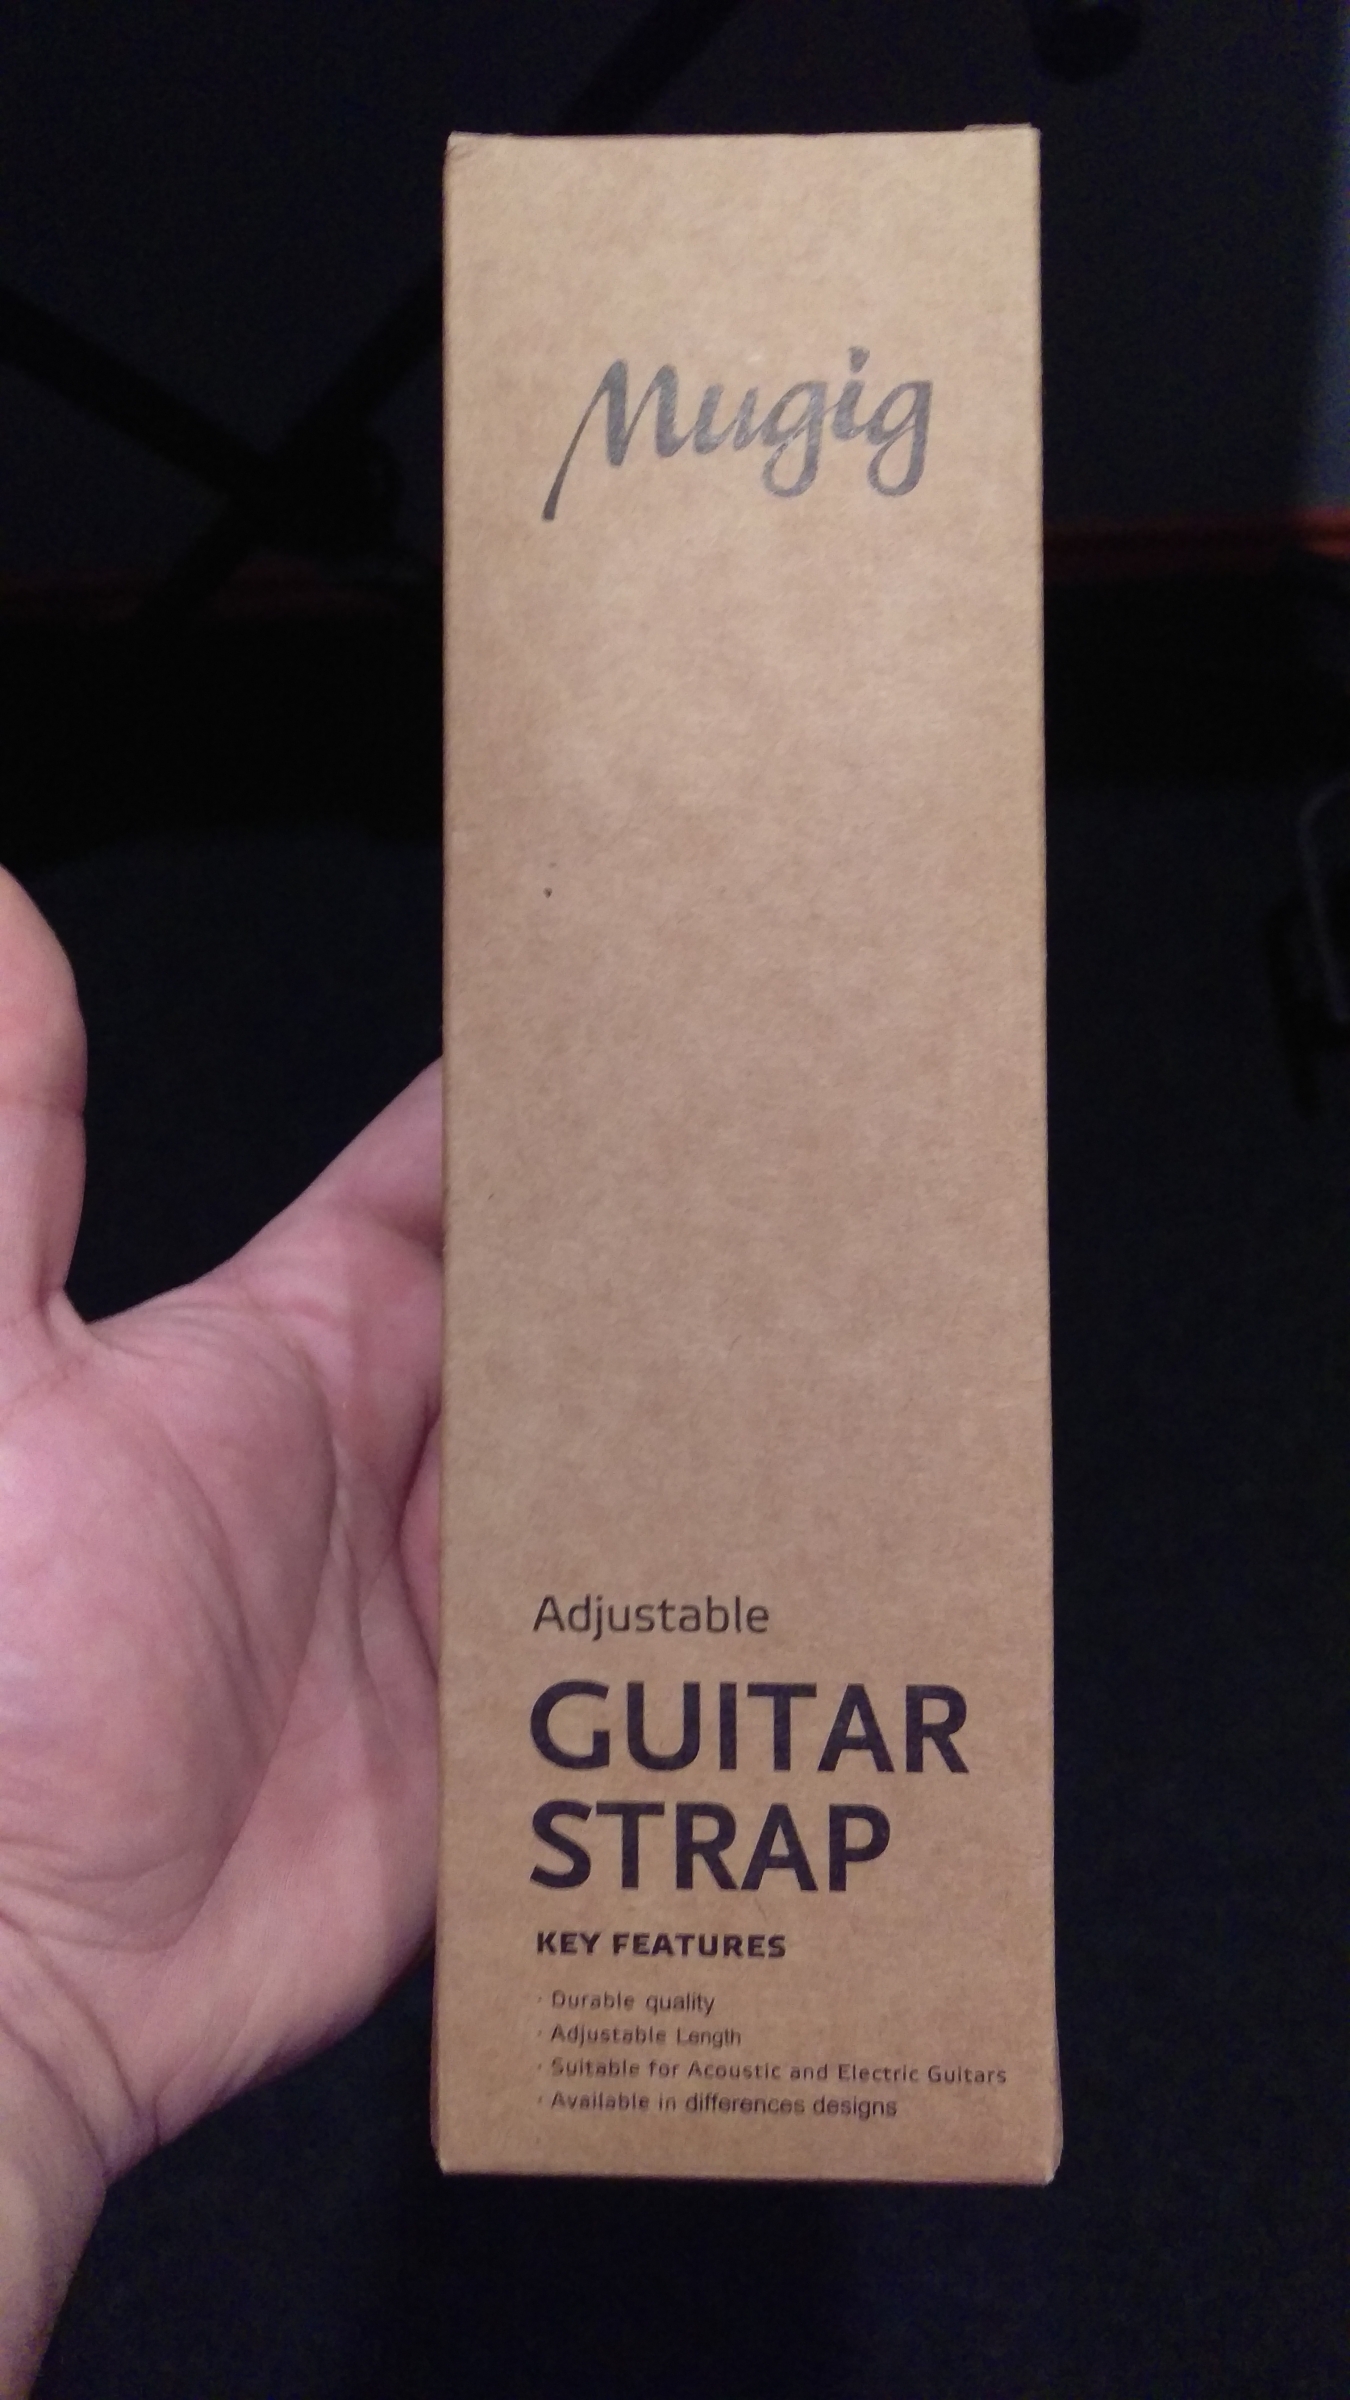 Mugig
Adjustable
GUITAR
STRAP
KEY FEATURES
· Durable quality
· Adjustable Length
· Suitable for Acoustic and Electric Guitars
· Available in differences designs